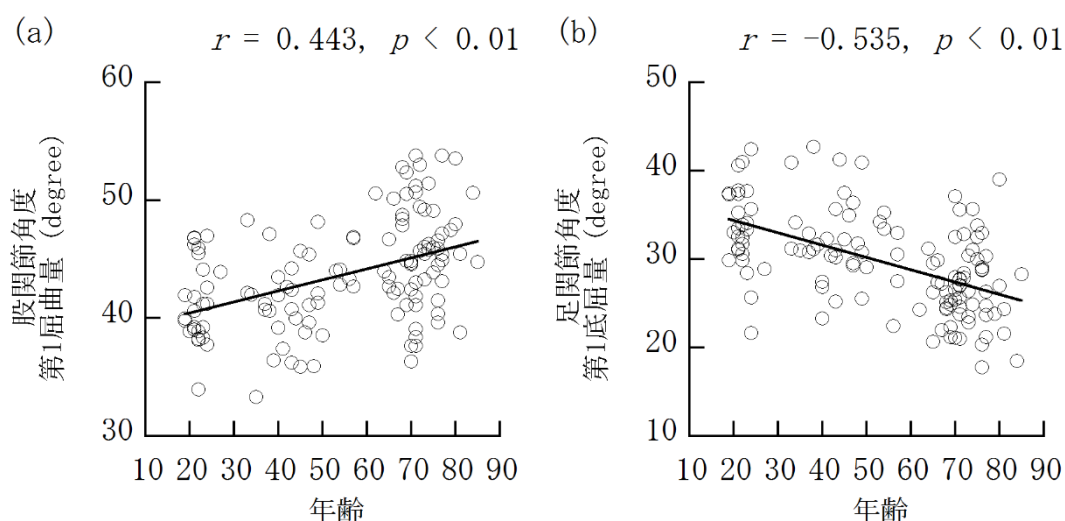 (a)
r = 0.443, p < 0.01
股関節角度
第1屈曲量 (degree)
60
50
40
30
10 20 30 40 50 60 70 80 90
年齢
(b)
r = -0.535, p < 0.01
足関節角度
第1底屈量 (degree)
50
40
30
20
10
10 20 30 40 50 60 70 80 90
年齢